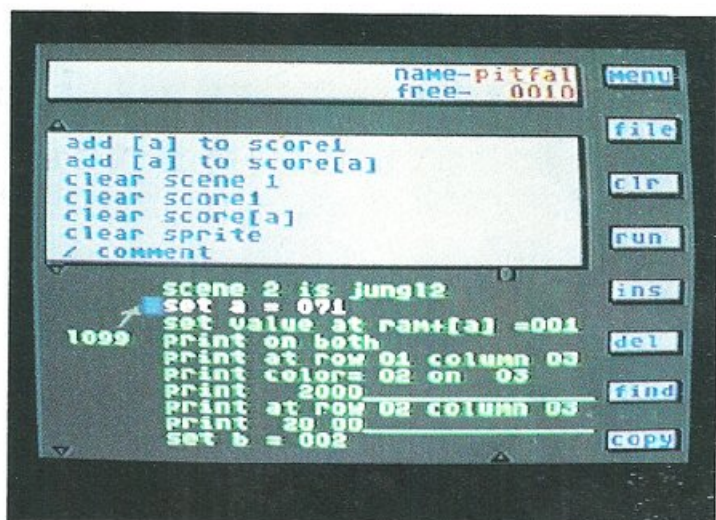 name-pitfal
free- 0010
menu
file
clr
run
ins
del
find
copy
add [a] to score1
add [a] to score[a]
clear scene 1
clear score1
clear score[a]
clear sprite
/ comment
scene 2 is jungl2
set a = 071
set value at ram+[a] =001
print on both
print at row 01 column 03
print color= 02 on 03
print 2000
print at row 02 column 03
print 20 00
set b = 002
1099